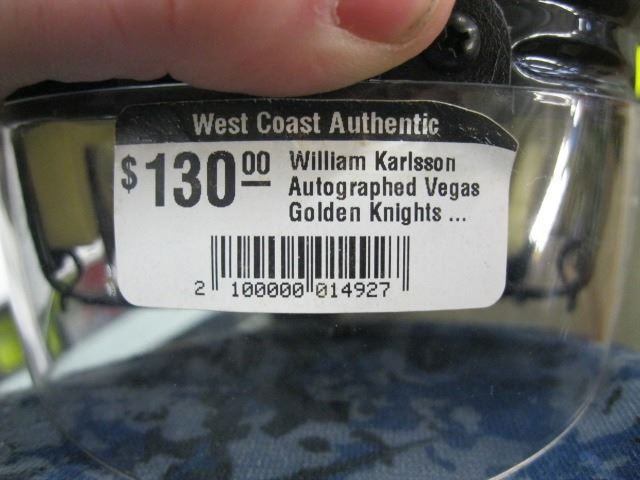 West Coast Authentic
$130.00 William Karlsson
Autographed Vegas
Golden Knights ...
2 100000 014927